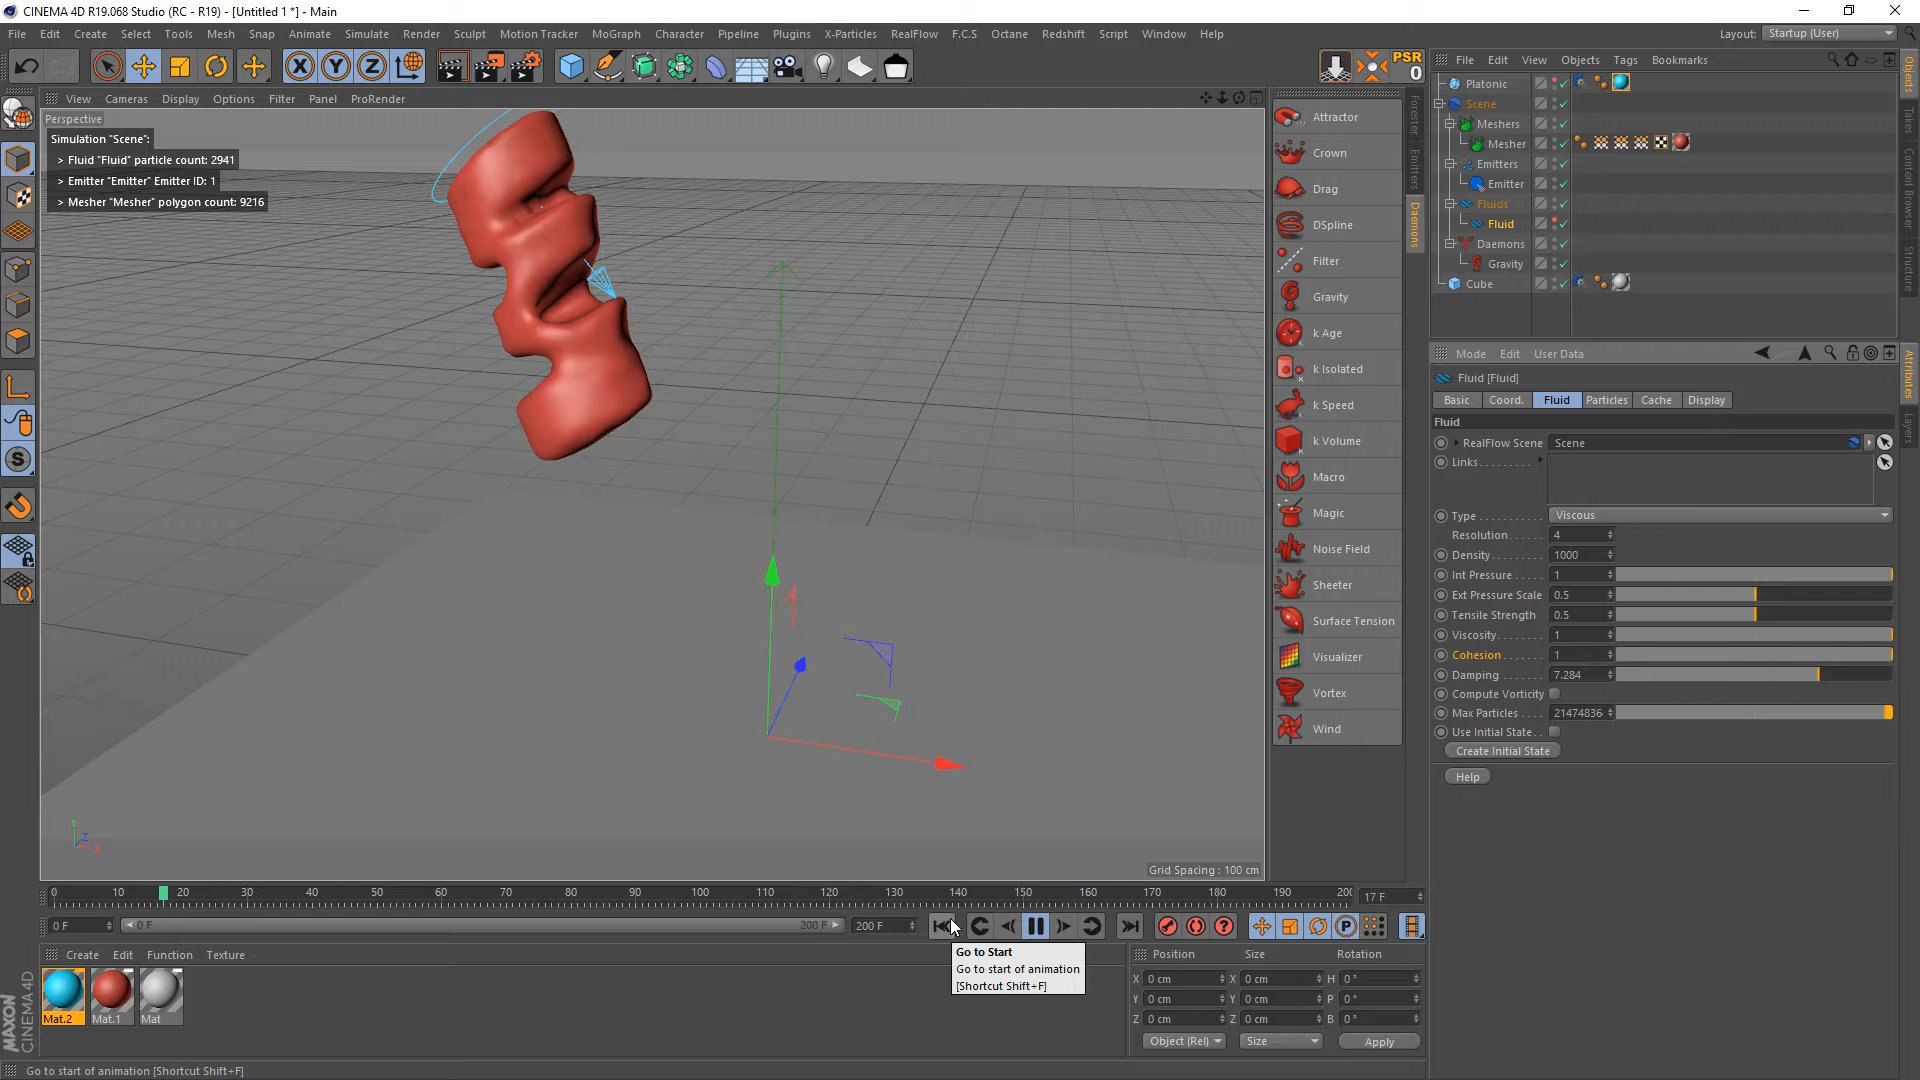 CINEMA 4D R19.068 Studio (RC - R19) - [Untitled 1 *] - Main
File Edit Create Select Tools Mesh Snap Animate Simulate Render Sculpt Motion Tracker MoGraph Character Pipeline Plugins X-Particles RealFlow F.C.S Octane Redshift Script Window Help
Layout: Startup (User)
PSR
0
File Edit View Objects Tags Bookmarks
View Cameras Display Options Filter Panel ProRender
Perspective
Simulation "Scene":
> Fluid "Fluid" particle count: 2941
> Emitter "Emitter" Emitter ID: 1
> Mesher "Mesher" polygon count: 9216
Grid Spacing : 100 cm
Y
Z
X
Attractor
Crown
Drag
DSpline
Filter
Gravity
k Age
k Isolated
k Speed
k Volume
Macro
Magic
Noise Field
Sheeter
Surface Tension
Visualizer
Vortex
Wind
Forester
Emitters
Daemons
Platonic
Scene
Meshers
Mesher
Emitters
Emitter
Fluids
Fluid
Daemons
Gravity
Cube
Objects
Takes
Content Browser
Structure
Attributes
Layers
Mode Edit User Data
Fluid [Fluid]
Basic Coord. Fluid Particles Cache Display
Fluid
RealFlow Scene Scene
Links
Type Viscous
Resolution 4
Density 1000
Int Pressure 1
Ext Pressure Scale 0.5
Tensile Strength 0.5
Viscosity 1
Cohesion 1
Damping 7.284
Compute Vorticity
Max Particles 21474836
Use Initial State
Create Initial State
Help
0 10 20 30 40 50 60 70 80 90 100 110 120 130 140 150 160 170 180 190 200
17 F
0 F 0 F 200 F 200 F
Go to Start
Go to start of animation
[Shortcut Shift+F]
Create Edit Function Texture
Mat.2 Mat.1 Mat
Position Size Rotation
X 0 cm X 0 cm H 0 °
Y 0 cm Y 0 cm P 0 °
Z 0 cm Z 0 cm B 0 °
Object (Rel) Size Apply
MAXON
CINEMA 4D
Go to start of animation [Shortcut Shift+F]